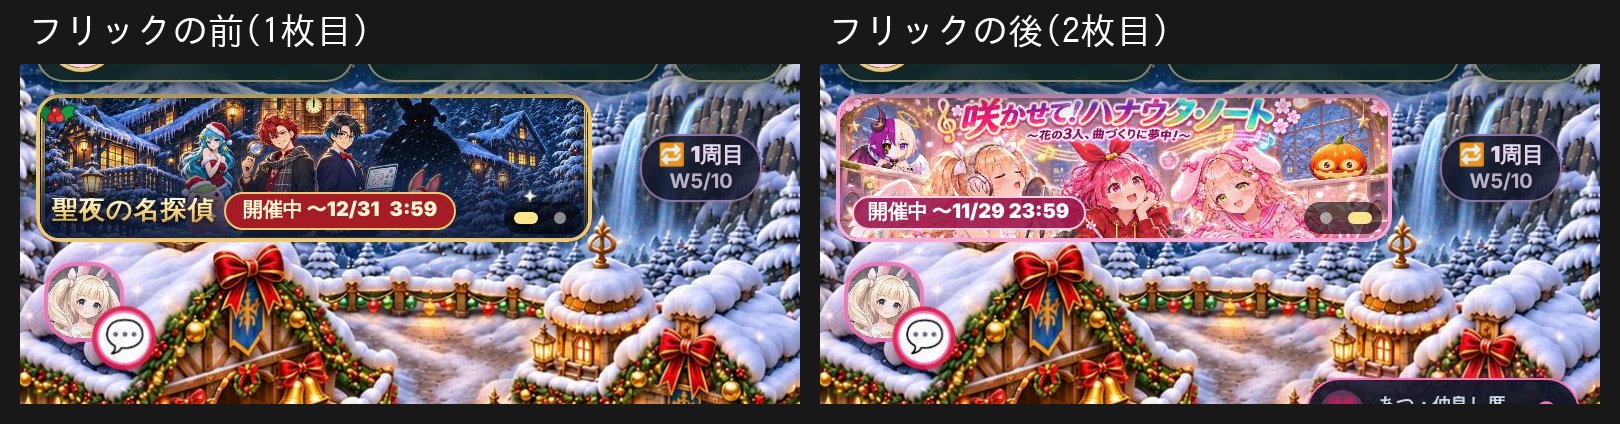 フリックの前(1枚目)
聖夜の名探偵
開催中 〜12/31 3:59
1周目
W5/10
フリックの後(2枚目)
咲かせて!ハナウタ・ノート
〜花の3人、曲づくりに夢中!〜
開催中 〜11/29 23:59
1周目
W5/10